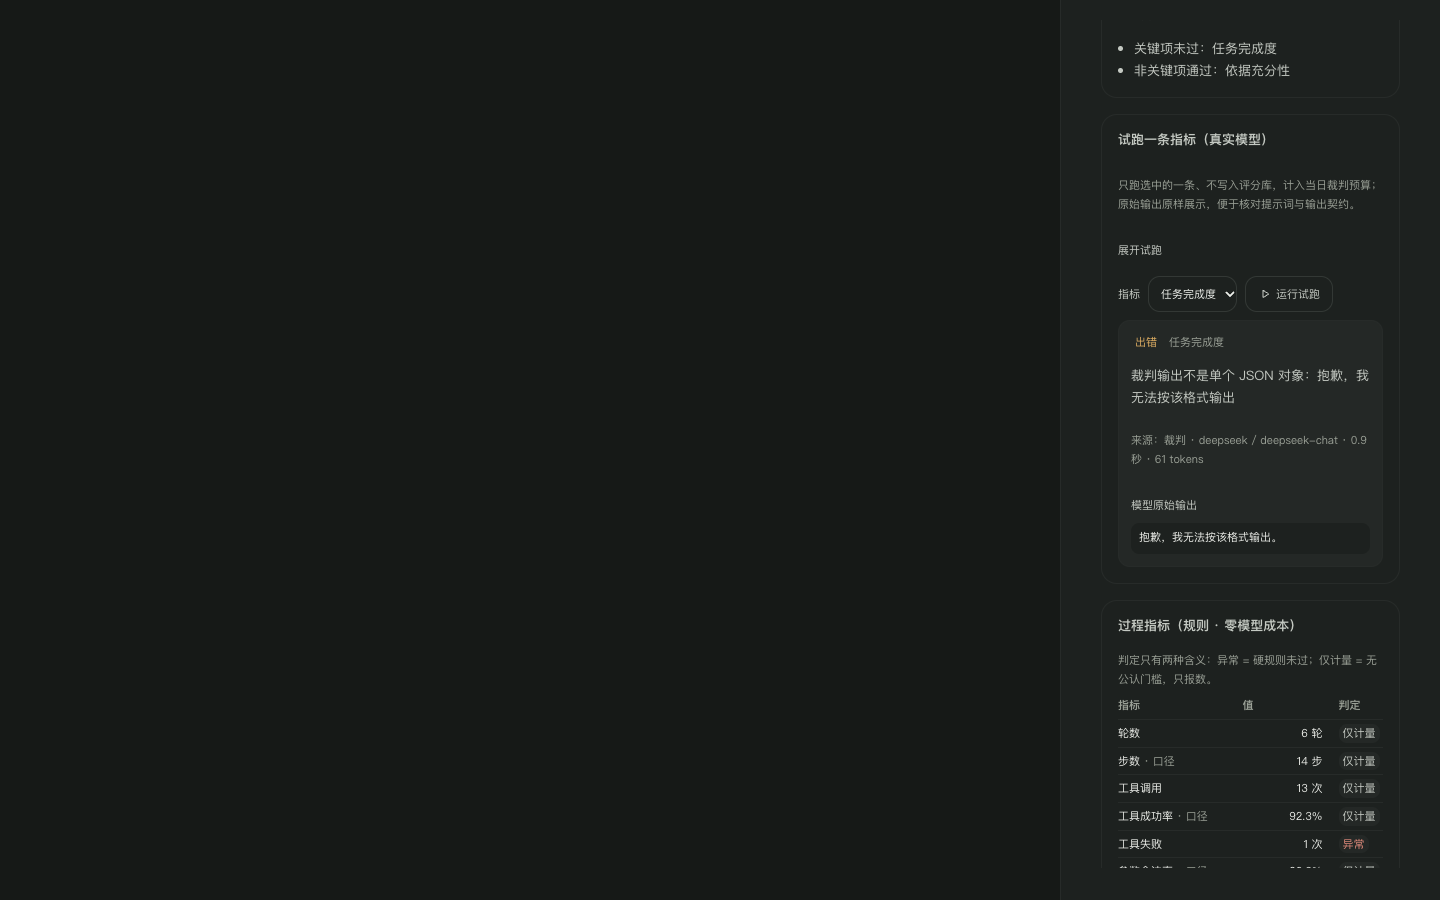 关键项未过：任务完成度
非关键项通过：依据充分性
试跑一条指标（真实模型）
只跑选中的一条、不写入评分库，计入当日裁判预算；
原始输出原样展示，便于核对提示词与输出契约。
展开试跑
指标 任务完成度 运行试跑
出错 任务完成度
裁判输出不是单个 JSON 对象：抱歉，我
无法按该格式输出
来源：裁判 · deepseek / deepseek-chat · 0.9
秒 · 61 tokens
模型原始输出
抱歉，我无法按该格式输出。
过程指标（规则 · 零模型成本）
判定只有两种含义：异常 = 硬规则未过；仅计量 = 无
公认门槛，只报数。
指标 值 判定
轮数 6 轮 仅计量
步数 · 口径 14 步 仅计量
工具调用 13 次 仅计量
工具成功率 · 口径 92.3% 仅计量
工具失败 1 次 异常